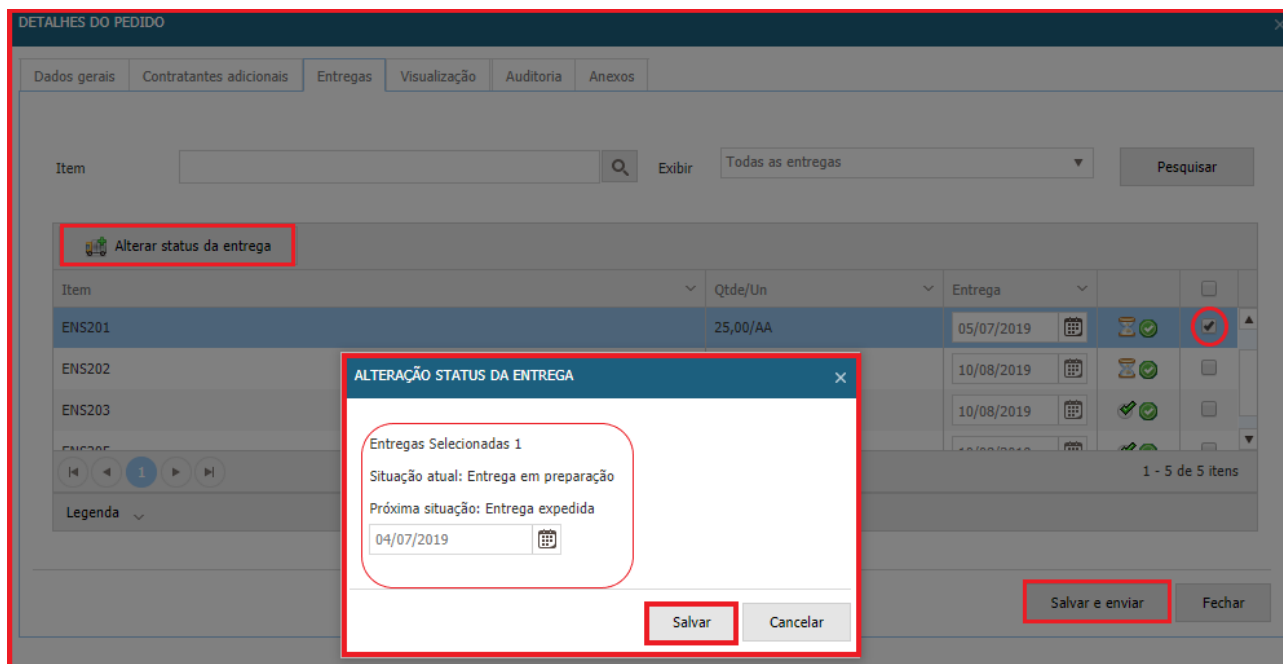 DETALHES DO PEDIDO
Dados gerais Contratantes adicionais Entregas Visualização Auditoria Anexos
Item Exibir Todas as entregas Pesquisar
Alterar status da entrega
Item Qtde/Un Entrega
ENS201 25,00/AA 05/07/2019
ENS202 10/08/2019
ENS203 10/08/2019
1 1 - 5 de 5 itens
Legenda
ALTERAÇÃO STATUS DA ENTREGA
Entregas Selecionadas 1
Situação atual: Entrega em preparação
Próxima situação: Entrega expedida
04/07/2019
Salvar Cancelar
Salvar e enviar Fechar